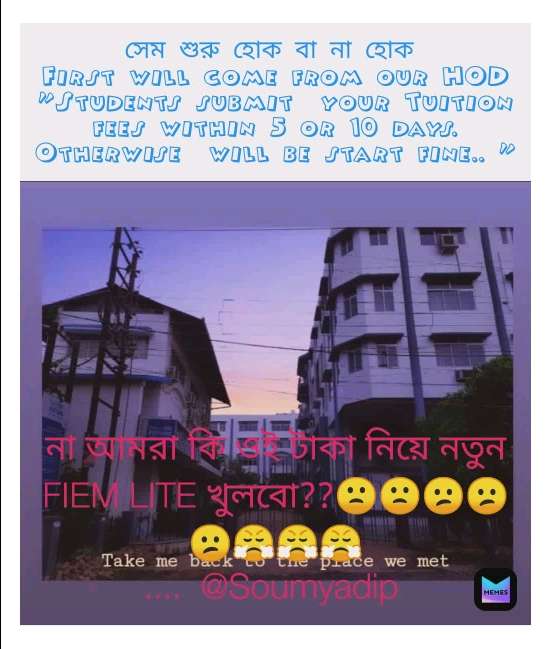 সেম শুরু হোক বা না হোক
First will come from our HOD
"Students submit your Tuition
fees within 5 or 10 days.
Otherwise will be start fine.. "
না আমরা কি ওই টাকা নিয়ে নতুন
FIEM LITE খুলবো??🙁🙁😕😕
😕😤😤😤
Take me back to the place we met
.... @Soumyadip
MEMES